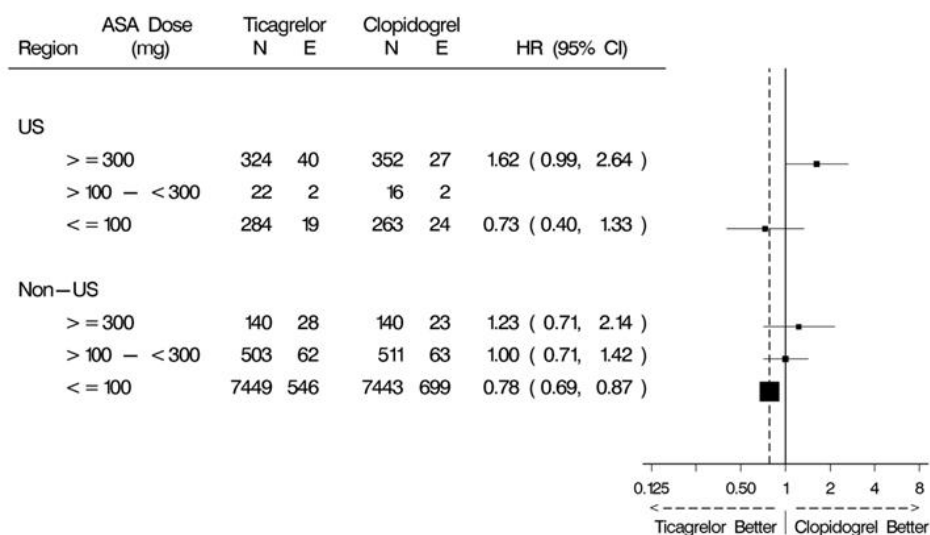 ASA Dose Ticagrelor Clopidogrel
Region (mg) N E N E HR (95% CI)
US
>=300 324 40 352 27 1.62 ( 0.99, 2.64 )
>100 – <300 22 2 16 2
<=100 284 19 263 24 0.73 ( 0.40, 1.33 )
Non–US
>=300 140 28 140 23 1.23 ( 0.71, 2.14 )
>100 – <300 503 62 511 63 1.00 ( 0.71, 1.42 )
<=100 7449 546 7443 699 0.78 ( 0.69, 0.87 )
0.125 0.50 1 2 4 8
Ticagrelor Better Clopidogrel Better